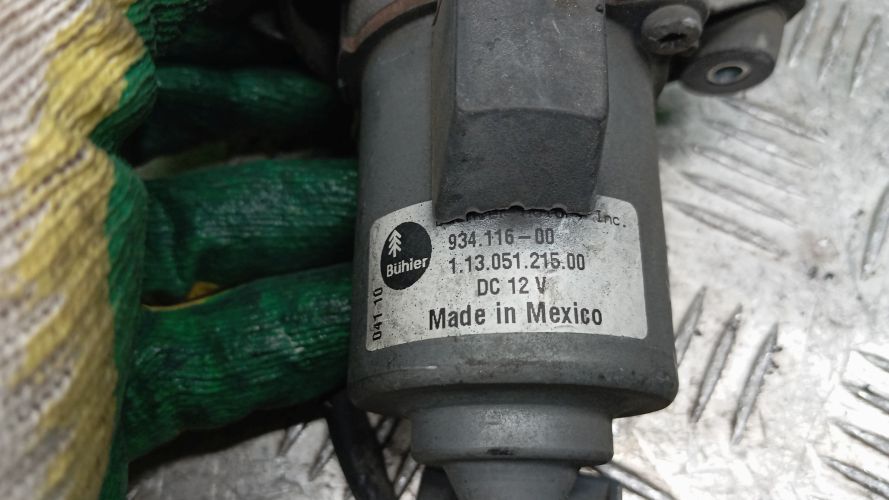 Inc.
934.116-00
Bühler
1.13.051.215.00
DC 12 V
Made in Mexico
041 10